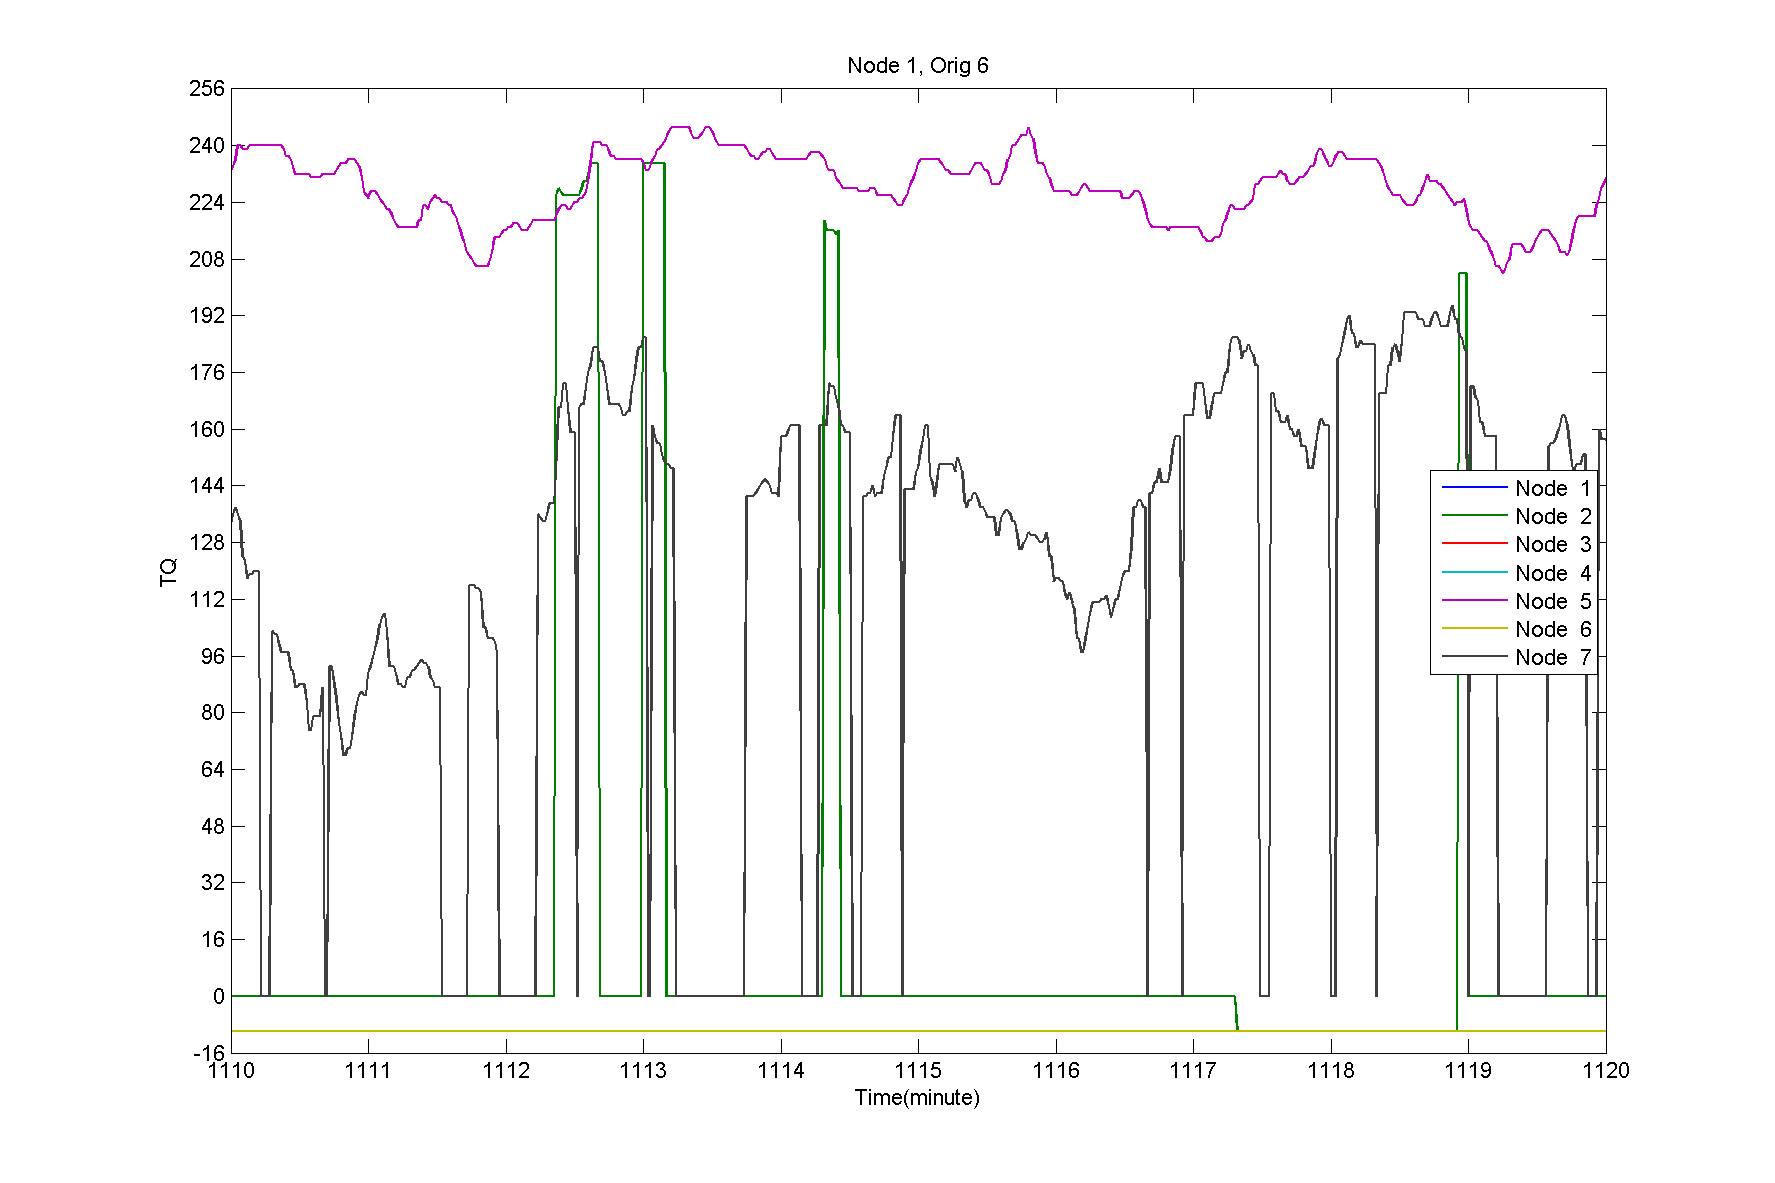 Node 1, Orig 6
256
240
224
208
192
176
160
144
128
112
96
80
64
48
32
16
0
-16
TQ
Node 1
Node 2
Node 3
Node 4
Node 5
Node 6
Node 7
1110 1111 1112 1113 1114 1115 1116 1117 1118 1119 1120
Time(minute)